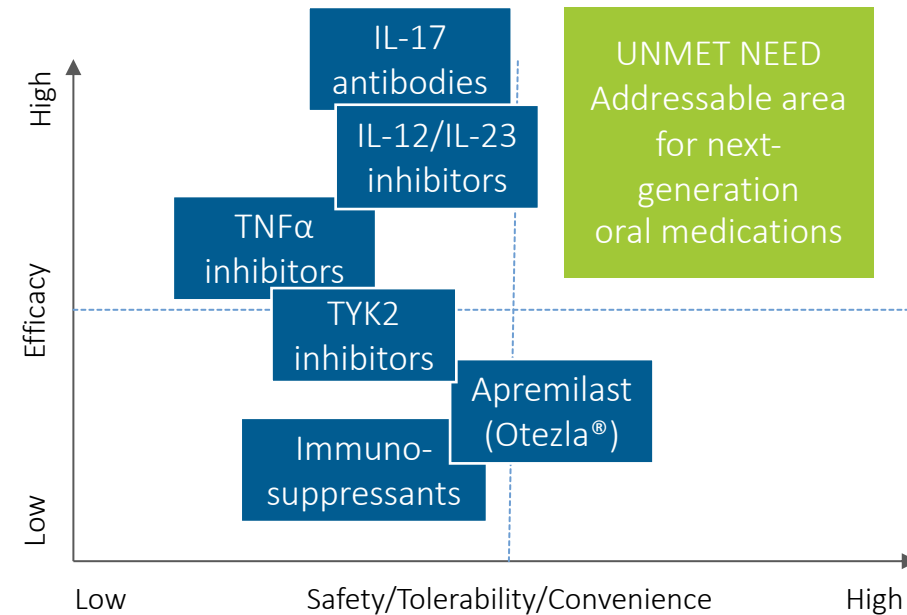 IL-17
antibodies
UNMET NEED
Addressable area
for next-
generation
oral medications
High
IL-12/IL-23
inhibitors
TNFα
inhibitors
Efficacy
TYK2
inhibitors
Apremilast
(Otezla®)
Immuno-
suppressants
Low
Low
Safety/Tolerability/Convenience
High